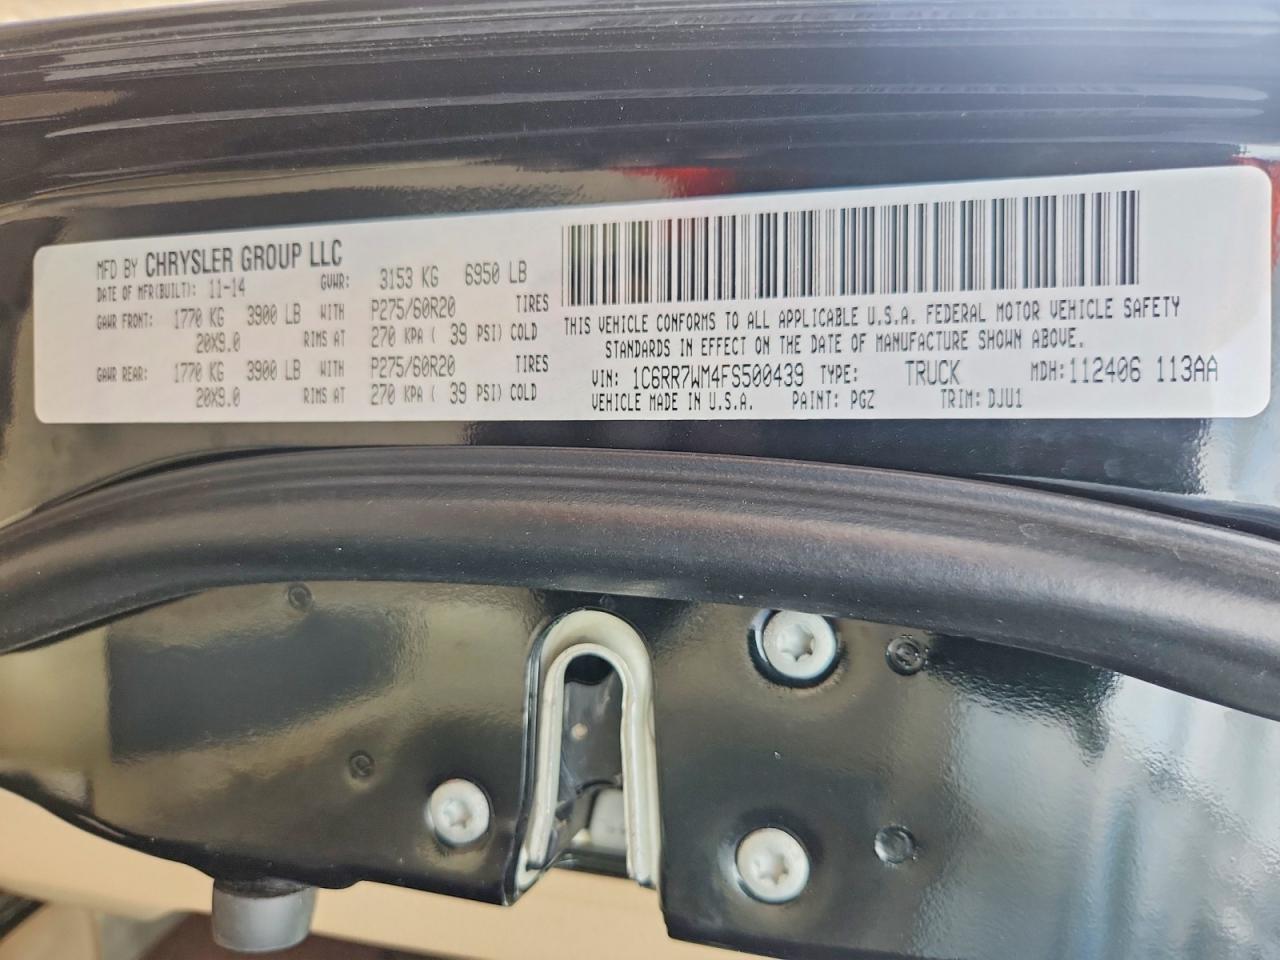 MFD BY CHRYSLER GROUP LLC
DATE OF MFR(BUILT): 11-14 GVWR: 3153 KG 6950 LB
GAWR FRONT: 1770 KG 3900 LB WITH P275/60R20 TIRES
20X9.0 RIMS AT 270 KPA ( 39 PSI) COLD
GAWR REAR: 1770 KG 3900 LB WITH P275/60R20 TIRES
20X9.0 RIMS AT 270 KPA ( 39 PSI) COLD
THIS VEHICLE CONFORMS TO ALL APPLICABLE U.S.A. FEDERAL MOTOR VEHICLE SAFETY
STANDARDS IN EFFECT ON THE DATE OF MANUFACTURE SHOWN ABOVE.
VIN: 1C6RR7WM4FS500439 TYPE: TRUCK MDH: 112406 113AA
VEHICLE MADE IN U.S.A. PAINT: PGZ TRIM: DJU1